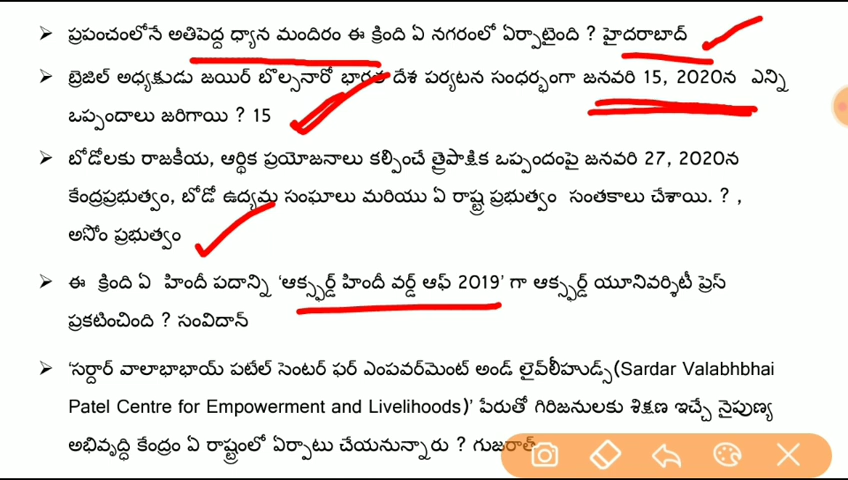 ➤ ప్రపంచంలోనే అతిపెద్ద ధ్యాన మందిరం ఈ క్రింది ఏ నగరంలో ఏర్పాటైంది ? హైదరాబాద్
➤ బ్రెజిల్ అధ్యక్షుడు జయిర్ బొల్సనారో భారత దేశ పర్యటన సంధర్భంగా జనవరి 15, 2020న ఎన్ని
ఒప్పందాలు జరిగాయి ? 15
➤ బోడోలకు రాజకీయ, ఆర్థిక ప్రయోజనాలు కల్పించే త్రైపాక్షిక ఒప్పందంపై జనవరి 27, 2020న
కేంద్రప్రభుత్వం, బోడో ఉద్యమ సంఘాలు మరియు ఏ రాష్ట్ర ప్రభుత్వం సంతకాలు చేశాయి. ? ,
అసోం ప్రభుత్వం
➤ ఈ క్రింది ఏ హిందీ పదాన్ని ‘ఆక్స్ఫర్డ్ హిందీ వర్డ్ ఆఫ్ 2019’ గా ఆక్స్ఫర్డ్ యూనివర్శిటీ ప్రెస్
ప్రకటించింది ? సంవిదాన్
➤ ‘సర్దార్ వాలాభాభాయ్ పటేల్ సెంటర్ ఫర్ ఎంపవర్‌మెంట్ అండ్ లైవ్‌లీహుడ్స్(Sardar Valabhbhai
Patel Centre for Empowerment and Livelihoods)’ పేరుతో గిరిజనులకు శిక్షణ ఇచ్చే నైపుణ్య
అభివృద్ధి కేంద్రం ఏ రాష్ట్రంలో ఏర్పాటు చేయనున్నారు ? గుజరాత్